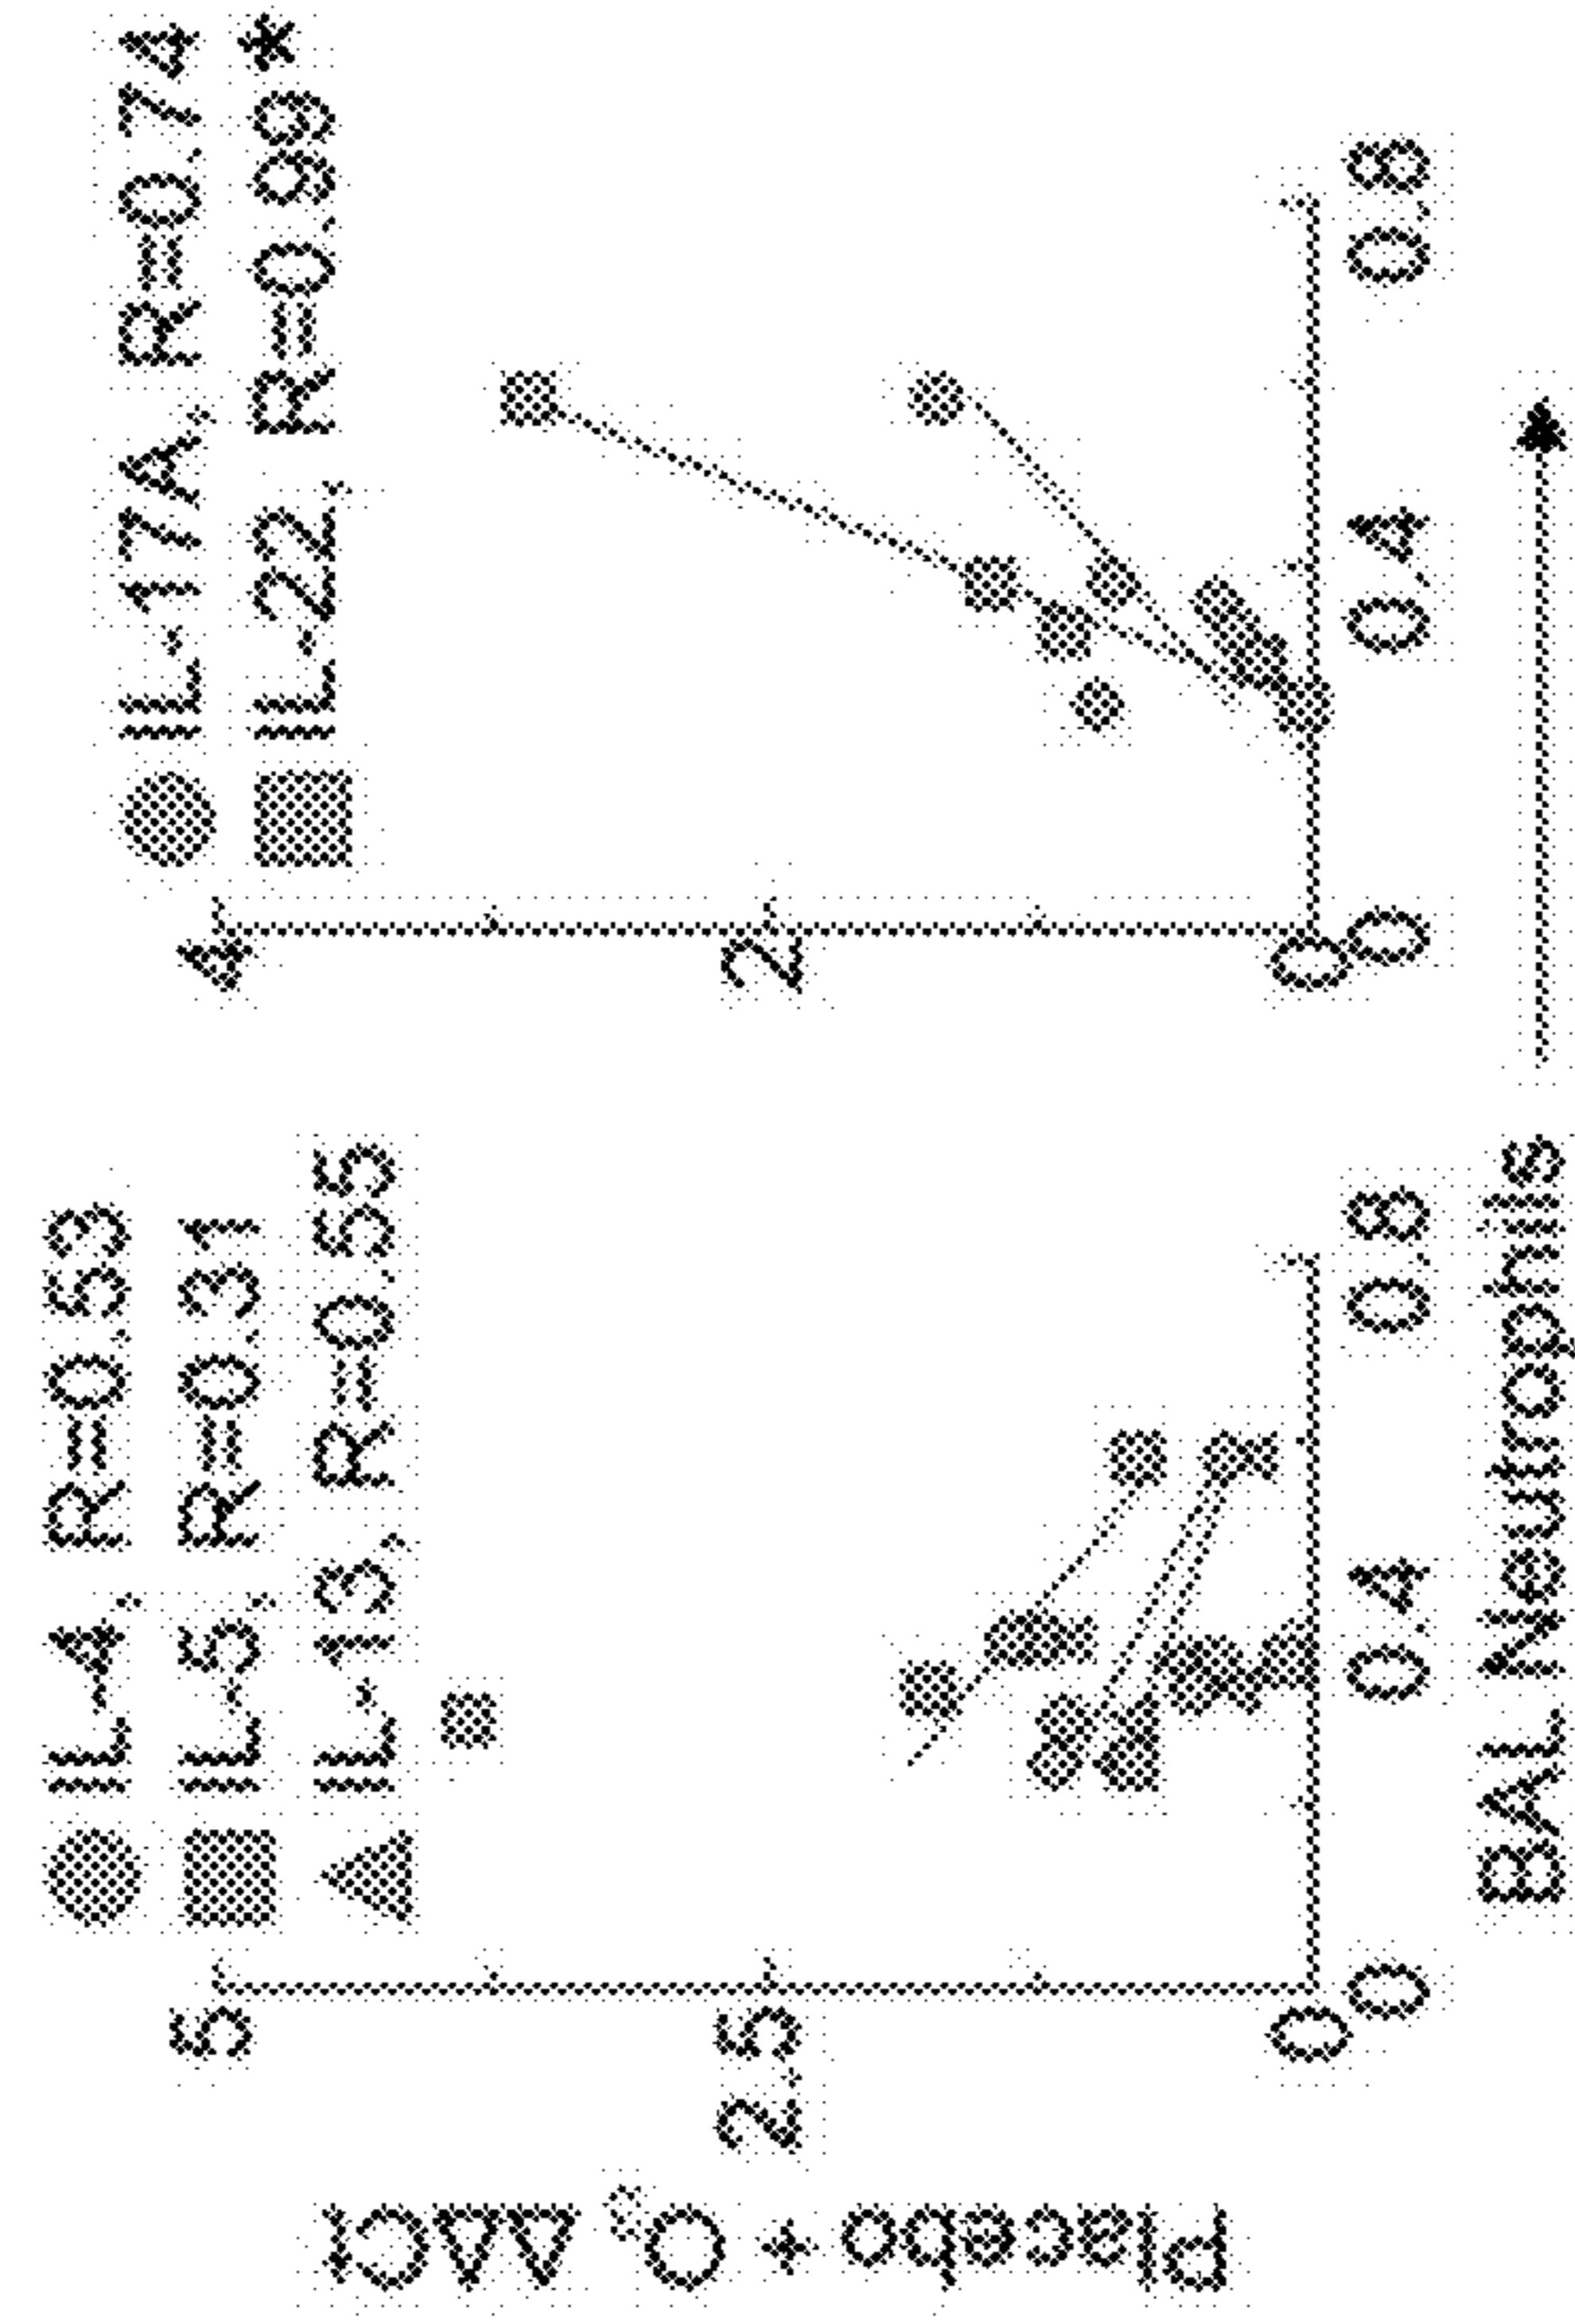 IL-4, R=0.53
IL-5, R=0.31
IL-13, R=0.55
IL-17A, R=0.74
IL-22, R=0.99*
Placebo + O₃ ΔΔCt
5
2.5
0
0 0.4 0.8
4
2
0
0 0.4 0.8
BAL Neutrophils